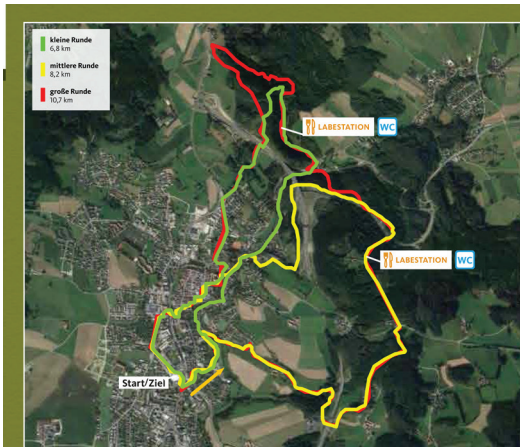 kleine Runde
6,8 km
mittlere Runde
8,2 km
große Runde
10,7 km
LABESTATION WC
LABESTATION WC
Start/Ziel